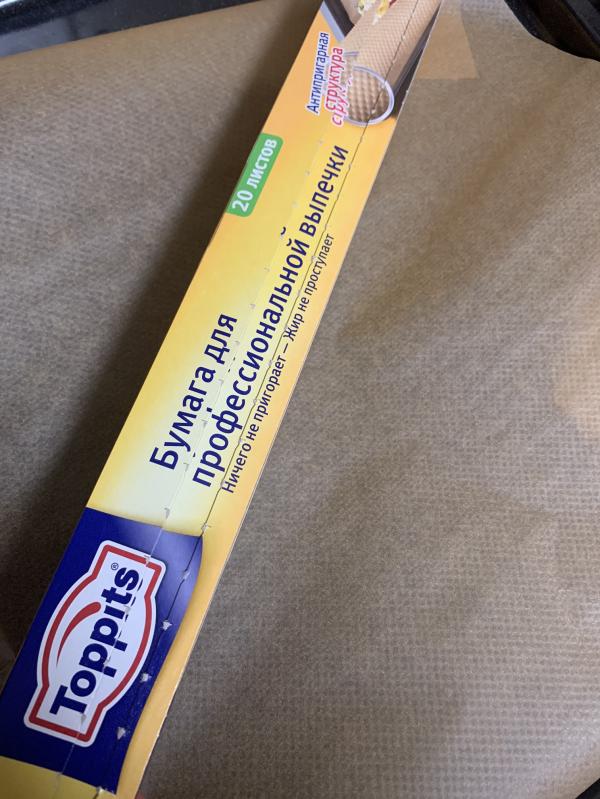 Антипригарная
структура
20 листов
Бумага для
профессиональной выпечки
Ничего не пригорает – Жир не проступает
Toppits®